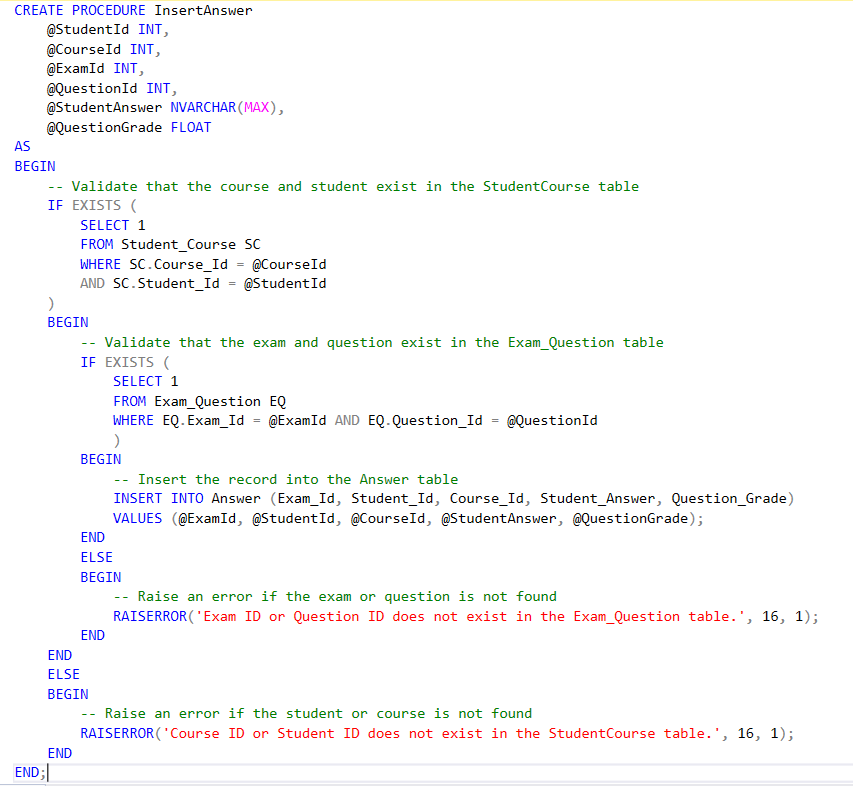 CREATE PROCEDURE InsertAnswer
    @StudentId INT,
    @CourseId INT,
    @ExamId INT,
    @QuestionId INT,
    @StudentAnswer NVARCHAR(MAX),
    @QuestionGrade FLOAT
AS
BEGIN
    -- Validate that the course and student exist in the StudentCourse table
    IF EXISTS (
        SELECT 1
        FROM Student_Course SC
        WHERE SC.Course_Id = @CourseId
        AND SC.Student_Id = @StudentId
    )
    BEGIN
        -- Validate that the exam and question exist in the Exam_Question table
        IF EXISTS (
            SELECT 1
            FROM Exam_Question EQ
            WHERE EQ.Exam_Id = @ExamId AND EQ.Question_Id = @QuestionId
            )
        BEGIN
            -- Insert the record into the Answer table
            INSERT INTO Answer (Exam_Id, Student_Id, Course_Id, Student_Answer, Question_Grade)
            VALUES (@ExamId, @StudentId, @CourseId, @StudentAnswer, @QuestionGrade);
        END
        ELSE
        BEGIN
            -- Raise an error if the exam or question is not found
            RAISERROR('Exam ID or Question ID does not exist in the Exam_Question table.', 16, 1);
        END
    END
    ELSE
    BEGIN
        -- Raise an error if the student or course is not found
        RAISERROR('Course ID or Student ID does not exist in the StudentCourse table.', 16, 1);
    END
END;